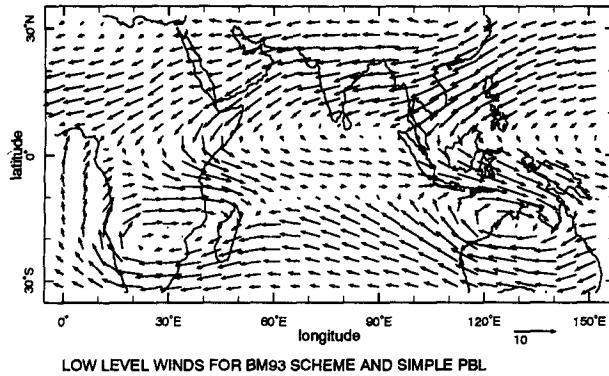 30°N
0°
30°S
latitude
0°
30°E
60°E
90°E
120°E
150°E
longitude
10
LOW LEVEL WINDS FOR BM93 SCHEME AND SIMPLE PBL